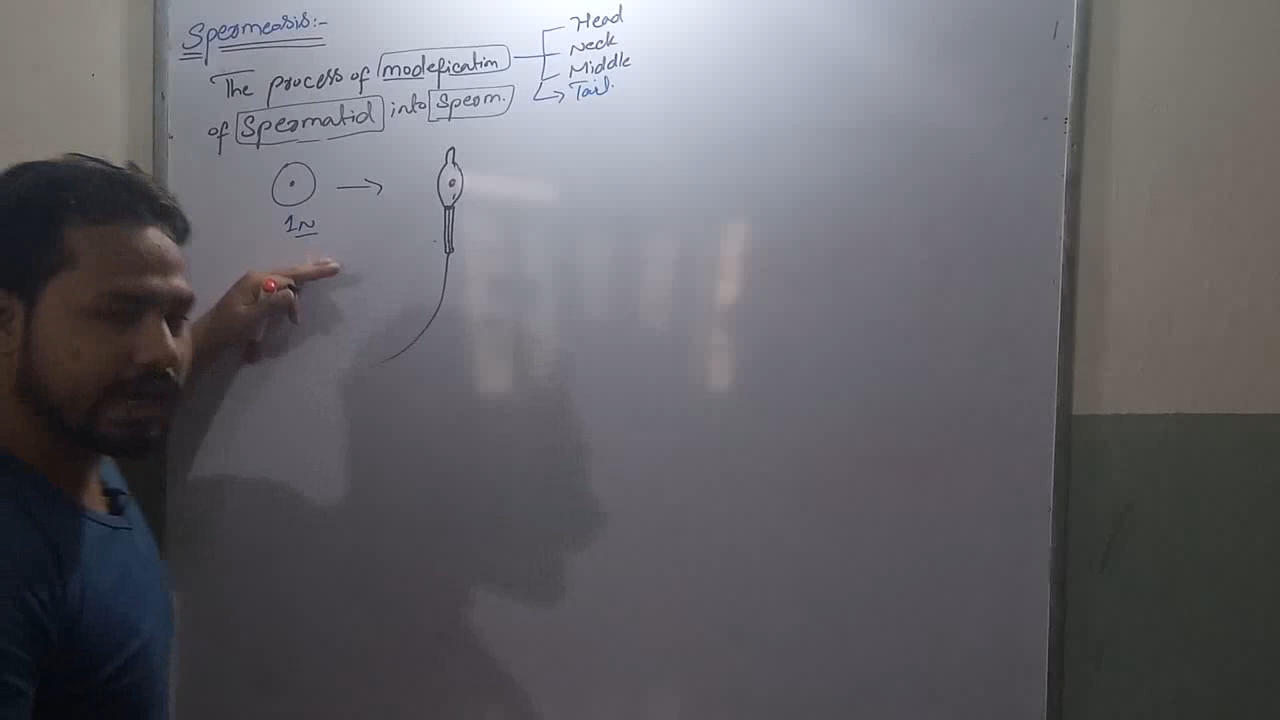 Spermeosis:-
The process of modefication
of Spermatid into Sperm.
Head
Neck
Middle
Tail.
1N